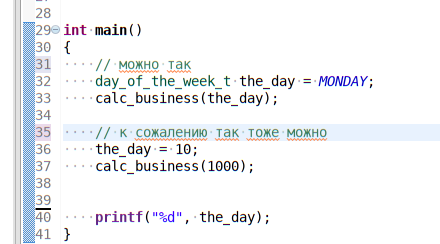 28
29 int main()
30 {
31 // можно так
32 day_of_the_week_t the_day = MONDAY;
33 calc_business(the_day);
34
35 // к сожалению так тоже можно
36 the_day = 10;
37 calc_business(1000);
38
39
40 printf("%d", the_day);
41 }